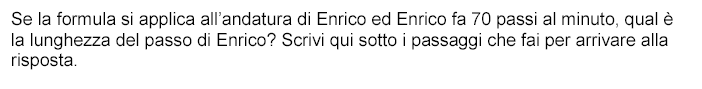 Se la formula si applica all'andatura di Enrico ed Enrico fa 70 passi al minuto, qual è
la lunghezza del passo di Enrico? Scrivi qui sotto i passaggi che fai per arrivare alla
risposta.